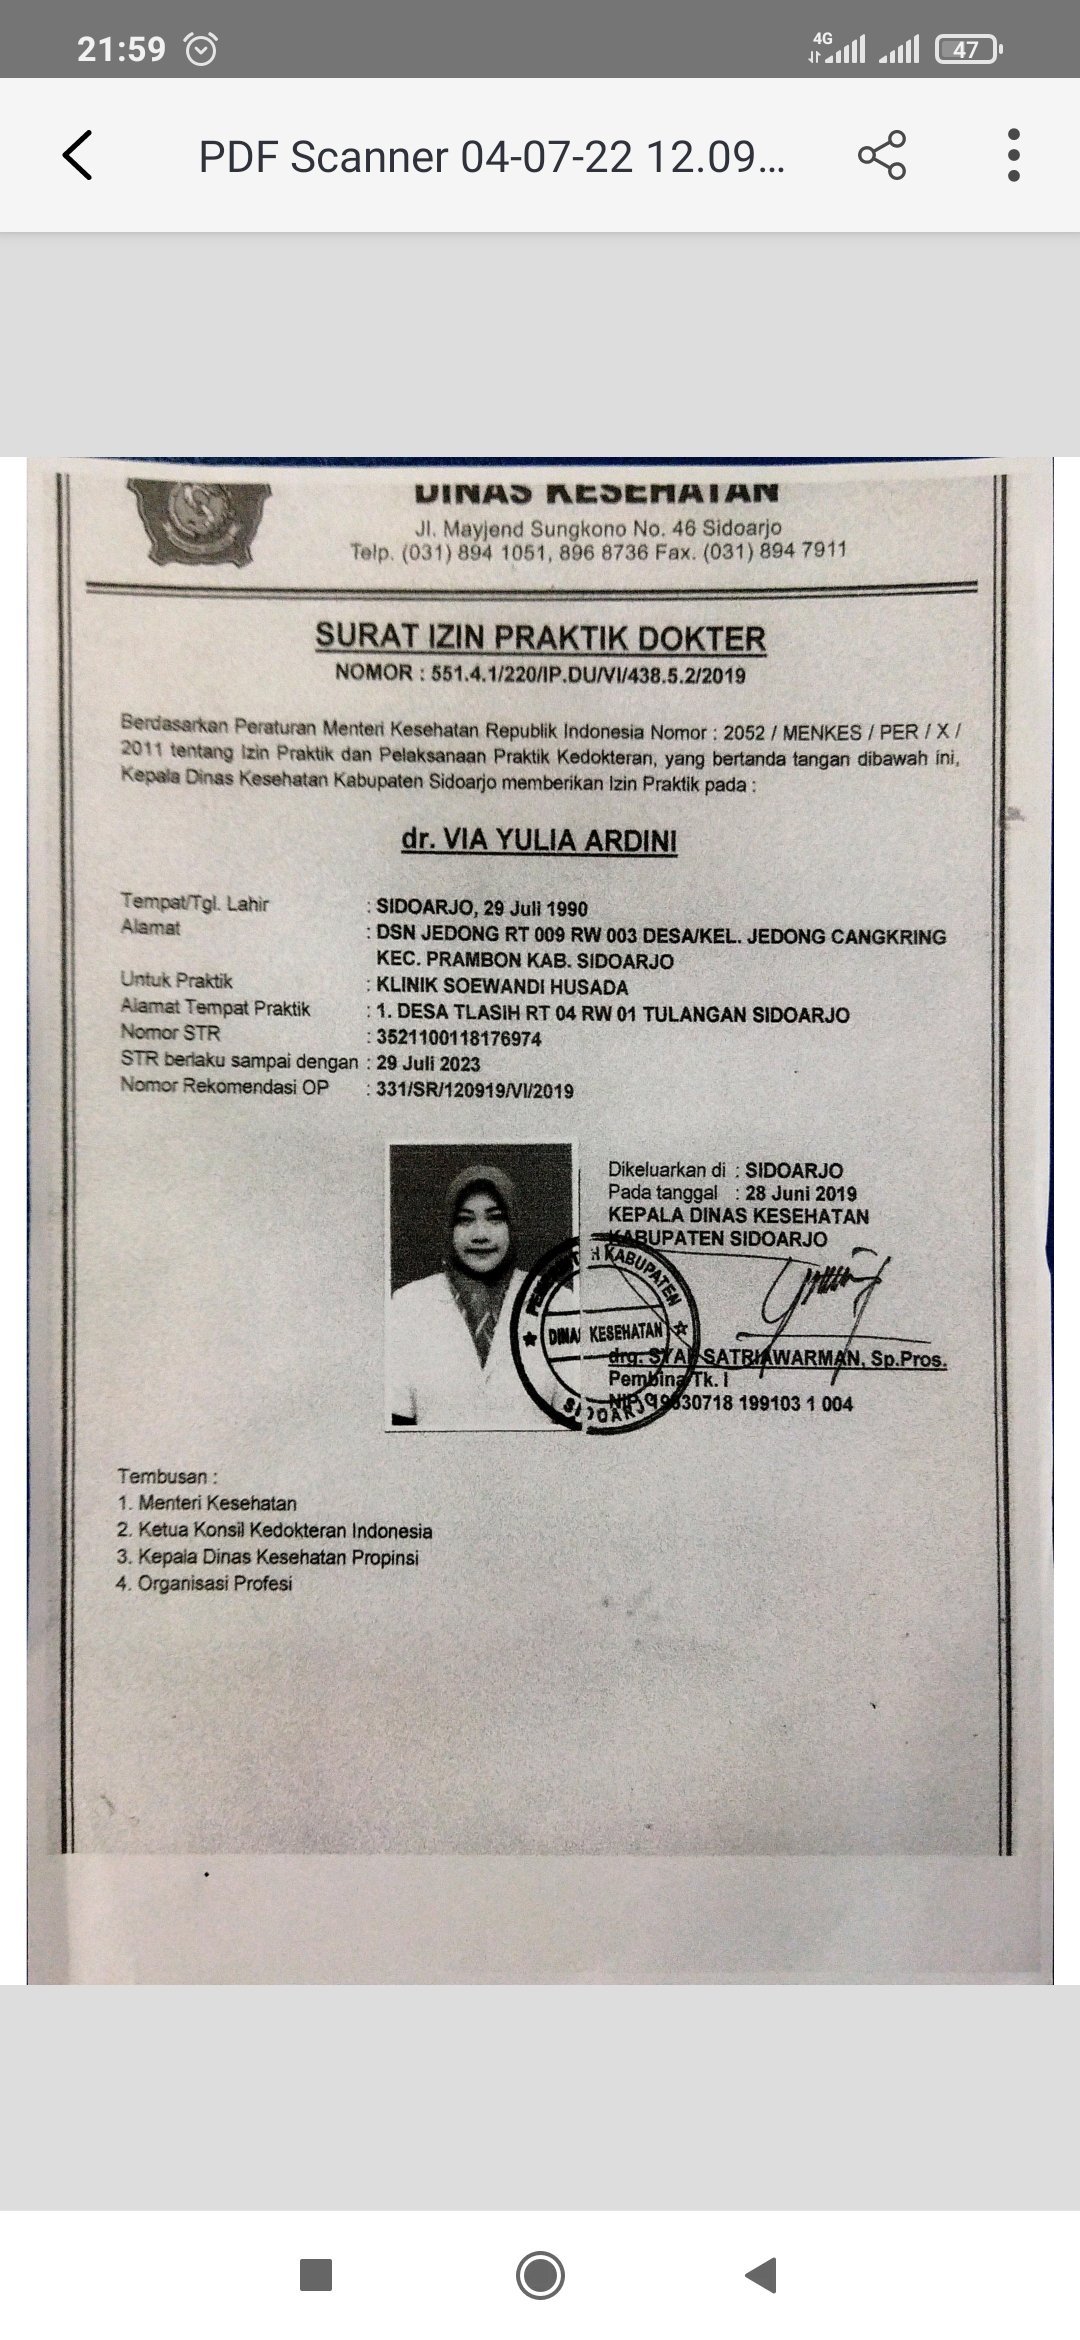 21:59
4G
47
PDF Scanner 04-07-22 12.09...
DINAS KESEHATAN
Jl. Mayjend Sungkono No. 46 Sidoarjo
Telp. (031) 894 1051, 896 8736 Fax. (031) 894 7911
SURAT IZIN PRAKTIK DOKTER
NOMOR : 551.4.1/220/IP.DU/VI/438.5.2/2019
Berdasarkan Peraturan Menteri Kesehatan Republik Indonesia Nomor : 2052 / MENKES / PER / X /
2011 tentang Izin Praktik dan Pelaksanaan Praktik Kedokteran, yang bertanda tangan dibawah ini,
Kepala Dinas Kesehatan Kabupaten Sidoarjo memberikan Izin Praktik pada :
dr. VIA YULIA ARDINI
Tempat/Tgl. Lahir : SIDOARJO, 29 Juli 1990
Alamat : DSN JEDONG RT 009 RW 003 DESA/KEL. JEDONG CANGKRING
KEC. PRAMBON KAB. SIDOARJO
Untuk Praktik : KLINIK SOEWANDI HUSADA
Alamat Tempat Praktik : 1. DESA TLASIH RT 04 RW 01 TULANGAN SIDOARJO
Nomor STR : 3521100118176974
STR berlaku sampai dengan : 29 Juli 2023
Nomor Rekomendasi OP : 331/SR/120919/VI/2019
Dikeluarkan di : SIDOARJO
Pada tanggal : 28 Juni 2019
KEPALA DINAS KESEHATAN
KABUPATEN SIDOARJO
KABUPATEN
DINAS KESEHATAN
SIDOARJO
drg. SATRIAWARMAN, Sp.Pros.
Pembina Tk. I
NIP. 199103 1 004
Tembusan :
1. Menteri Kesehatan
2. Ketua Konsil Kedokteran Indonesia
3. Kepala Dinas Kesehatan Propinsi
4. Organisasi Profesi